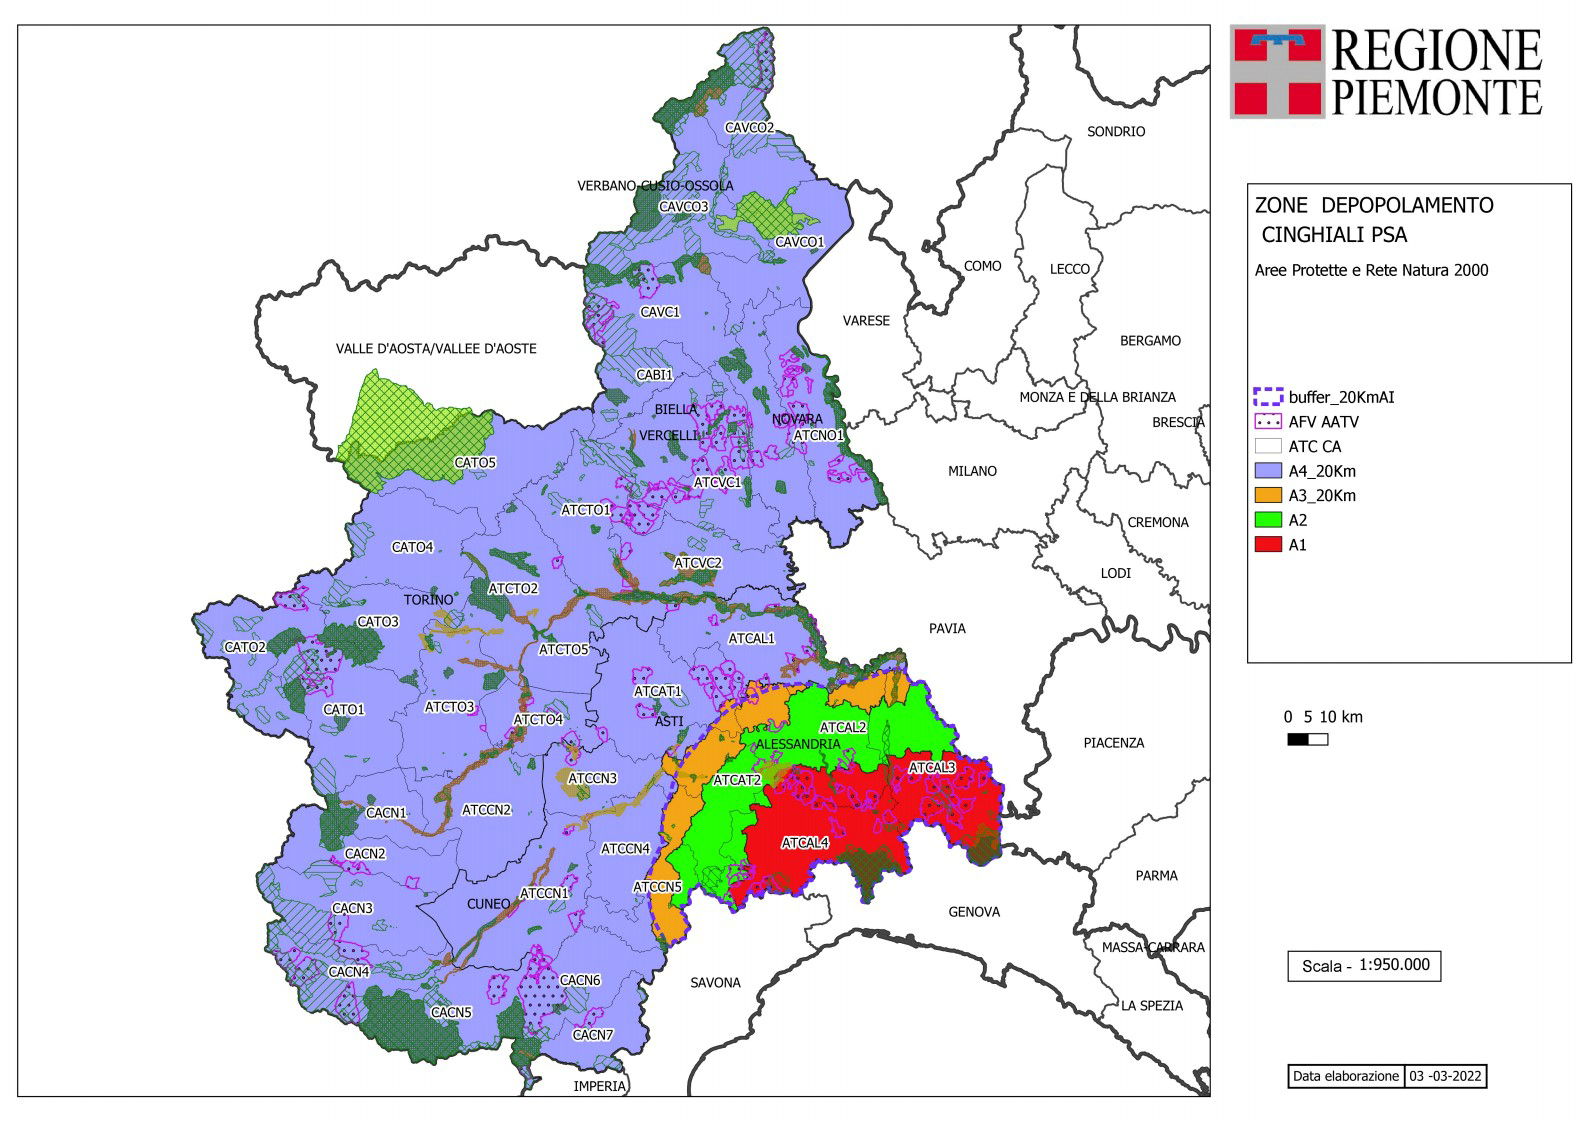 REGIONE
PIEMONTE
ZONE DEPOPOLAMENTO
CINGHIALI PSA
Aree Protette e Rete Natura 2000
buffer_20KmAI
AFV AATV
ATC CA
A4_20Km
A3_20Km
A2
A1
0 5 10 km
Scala - 1:950.000
Data elaborazione 03 -03-2022
SONDRIO
CAVCO2
VERBANO-CUSIO-OSSOLA
CAVCO3
CAVCO1
COMO
LECCO
CAVC1
VARESE
VALLE D'AOSTA/VALLEE D'AOSTE
BERGAMO
CABI1
MONZA E DELLA BRIANZA
BIELLA
NOVARA
BRESCIA
VERCELLI
ATCNO1
CATO5
MILANO
ATCVC1
ATCTO1
CREMONA
CATO4
ATCVC2
LODI
ATCTO2
TORINO
CATO3
PAVIA
ATCAL1
CATO2
ATCTO5
ATCAT1
CATO1
ATCTO3
ATCTO4
ASTI
ATCAL2
ALESSANDRIA
PIACENZA
ATCAL3
ATCCN3
ATCAT2
CACN1
ATCCN2
ATCAL4
ATCCN4
CACN2
PARMA
ATCCN5
ATCCN1
CUNEO
CACN3
GENOVA
MASSA-CARRARA
CACN4
CACN6
SAVONA
LA SPEZIA
CACN5
CACN7
IMPERIA